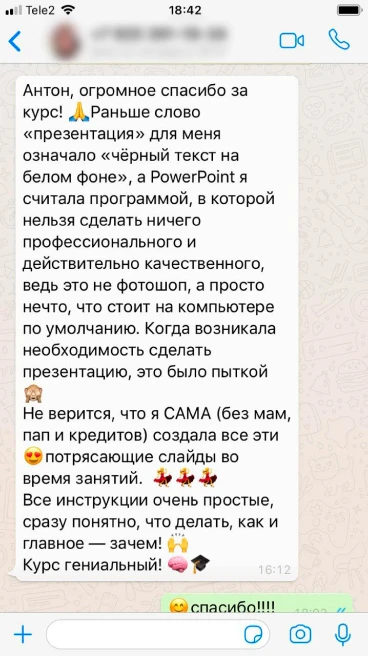 Tele2
18:42
Антон, огромное спасибо за
курс! 🙏Раньше слово
«презентация» для меня
означало «чёрный текст на
белом фоне», а PowerPoint я
считала программой, в которой
нельзя сделать ничего
профессионального и
действительно качественного,
ведь это не фотошоп, а просто
нечто, что стоит на компьютере
по умолчанию. Когда возникала
необходимость сделать
презентацию, это было пыткой
🙈
Не верится, что я САМА (без мам,
пап и кредитов) создала все эти
😍потрясающие слайды во
время занятий. 💃💃💃
Все инструкции очень простые,
сразу понятно, что делать, как и
главное — зачем! 🙌
Курс гениальный! 🧠🎓
16:12
😊спасибо!!!!